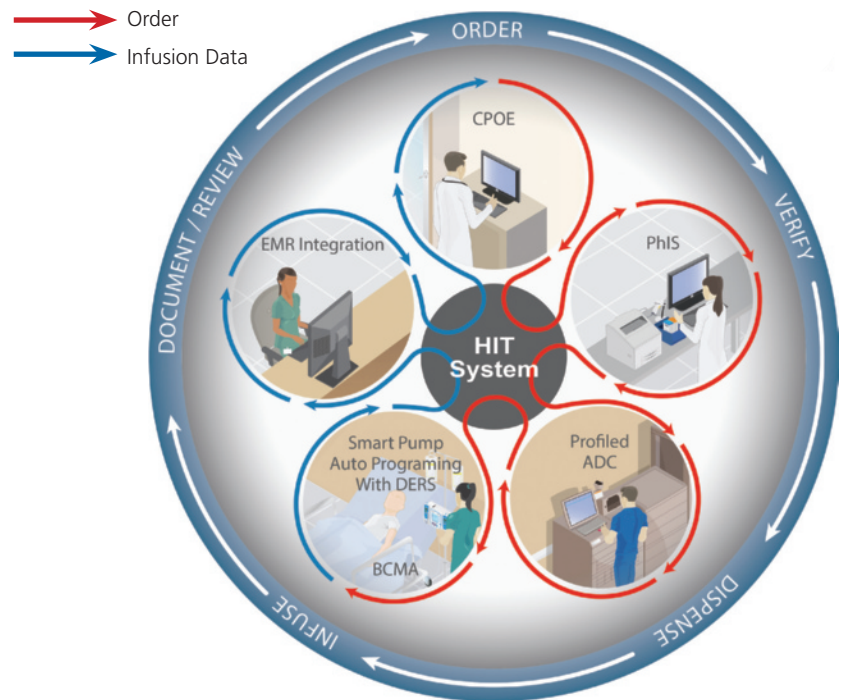 Order
Infusion Data
ORDER
VERIFY
DISPENSE
INFUSE
DOCUMENT / REVIEW
CPOE
PhIS
Profiled
ADC
Smart Pump
Auto Programing
With DERS
BCMA
EMR Integration
HIT
System